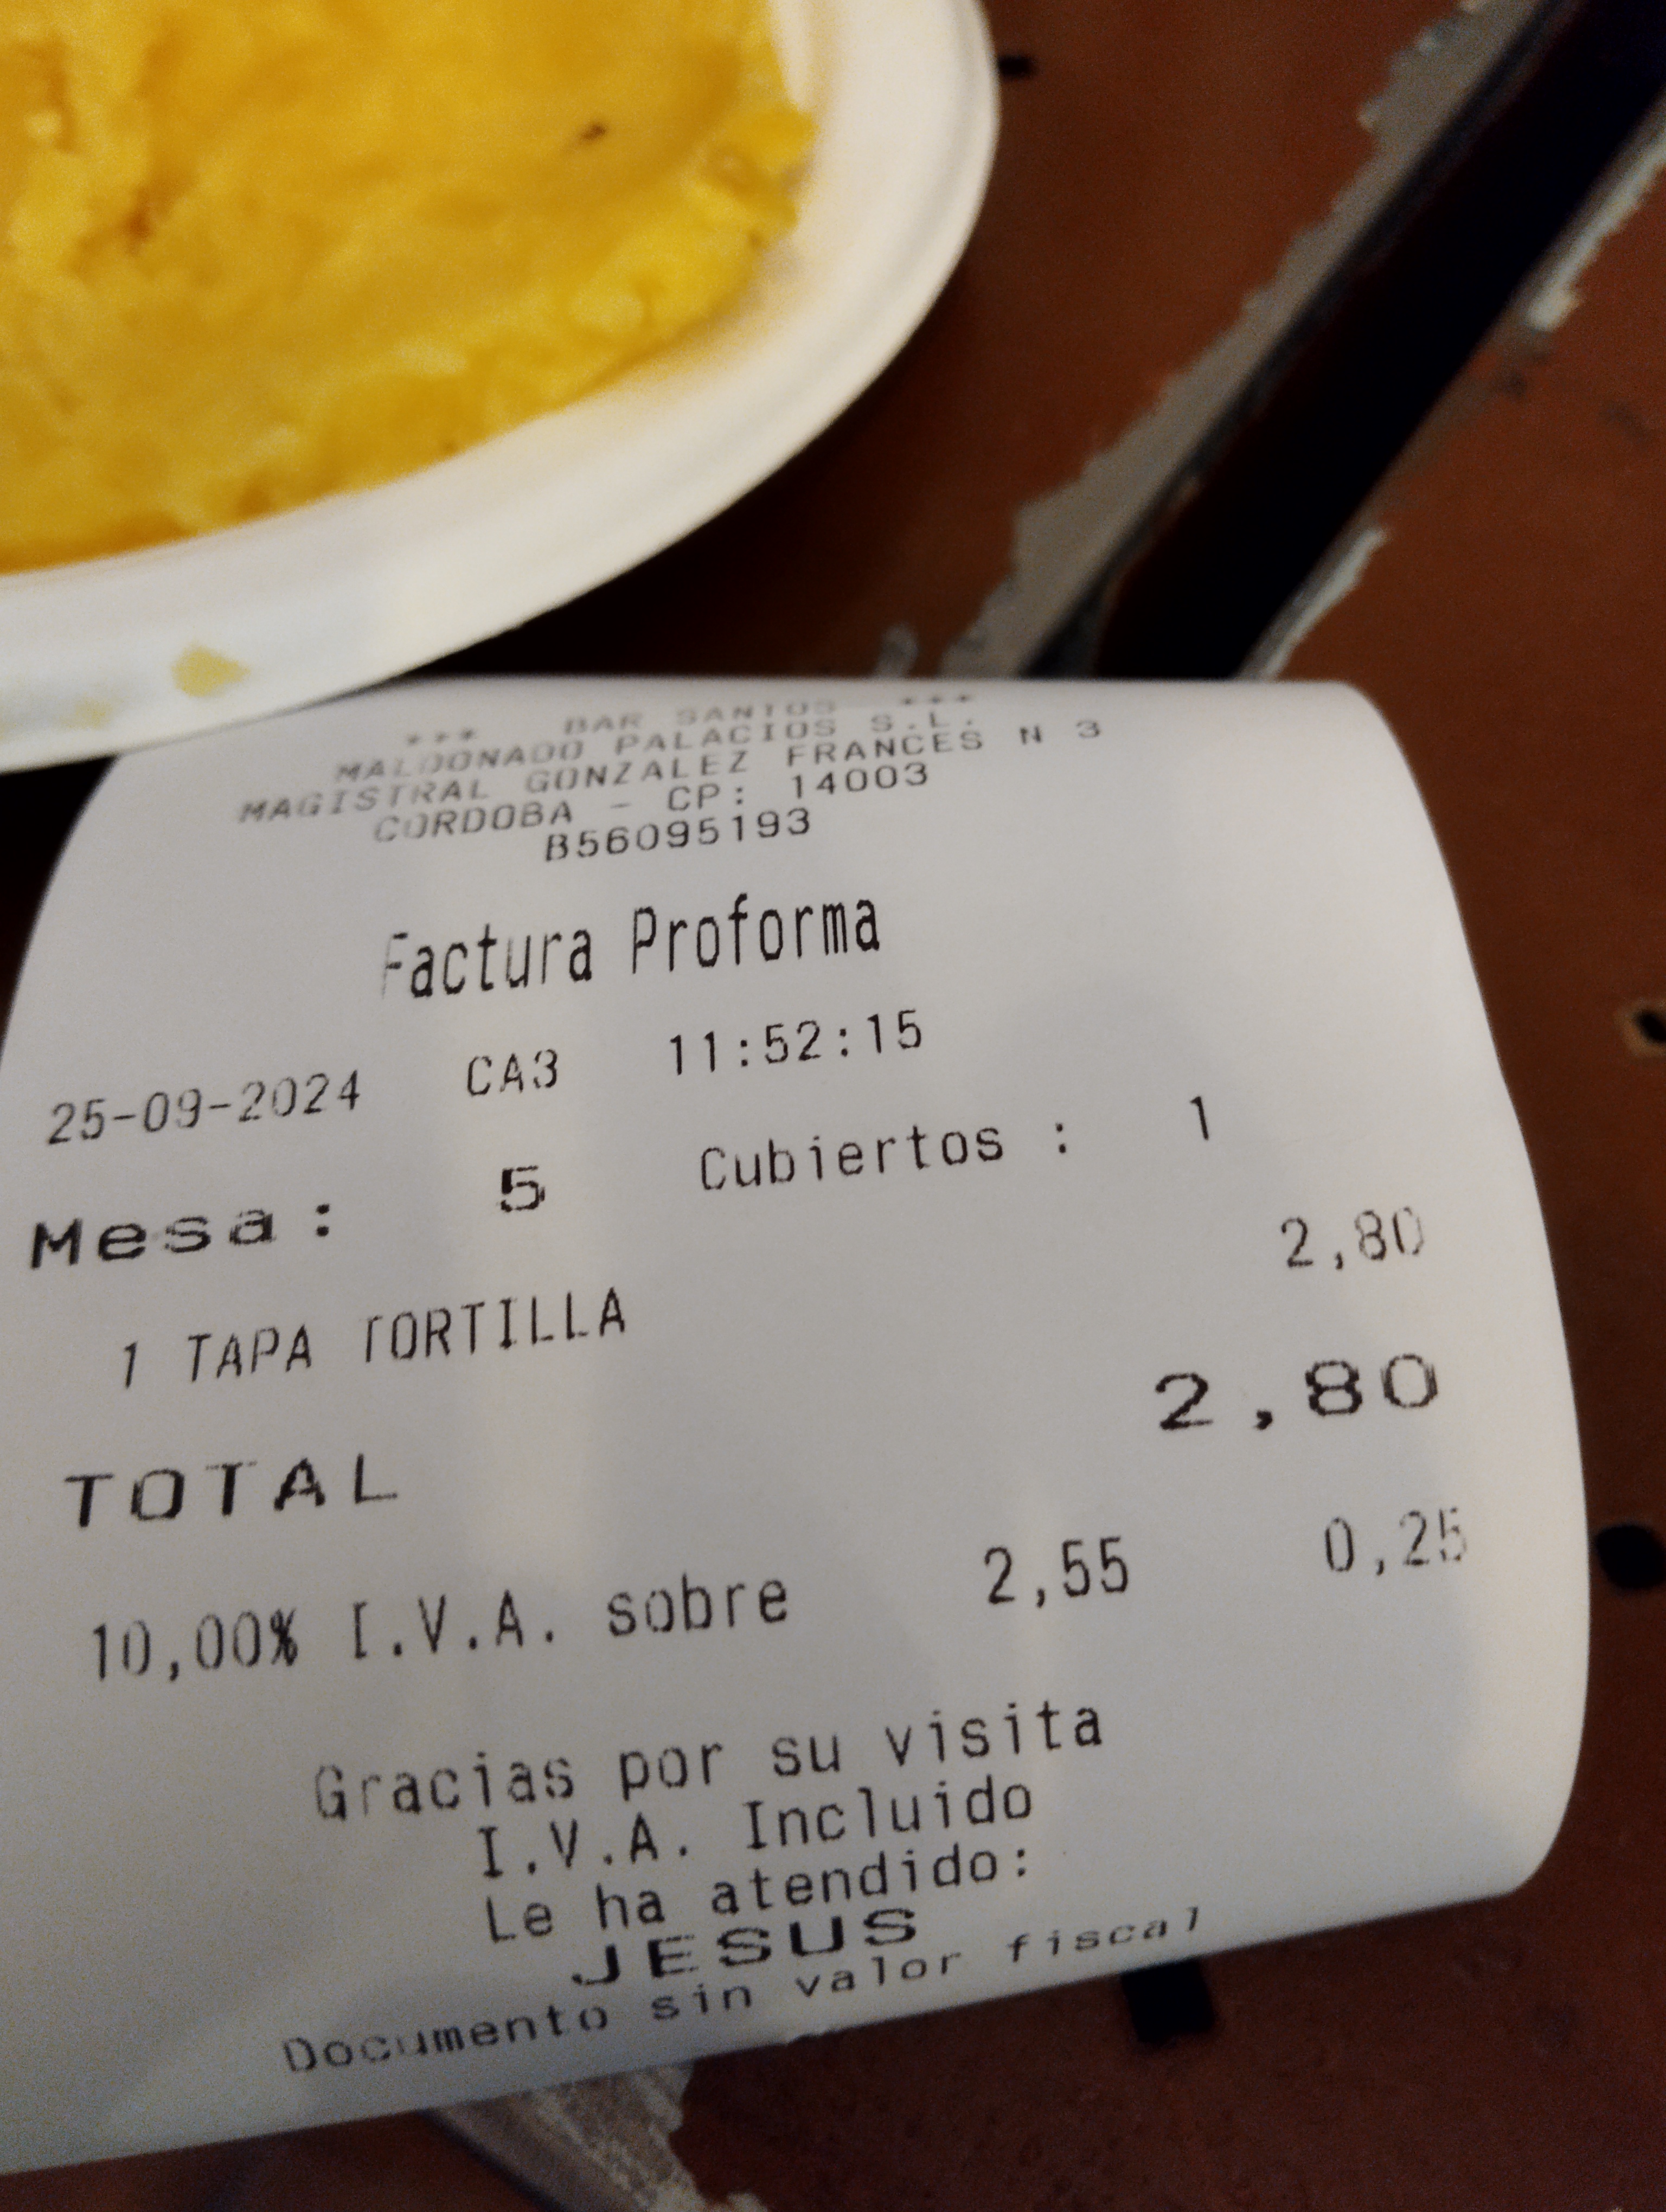 *** BAR SANTOS ***
MALDONADO PALACIOS S.L.
MAGISTRAL GONZALEZ FRANCES N 3
CORDOBA - CP: 14003
B56095193
Factura Proforma
25-09-2024 CA3 11:52:15
Mesa: 5 Cubiertos : 1
1 TAPA TORTILLA 2,80
TOTAL 2,80
10,00% I.V.A. sobre 2,55 0,25
Gracias por su visita
I.V.A. Incluido
Le ha atendido:
JESUS
Documento sin valor fiscal